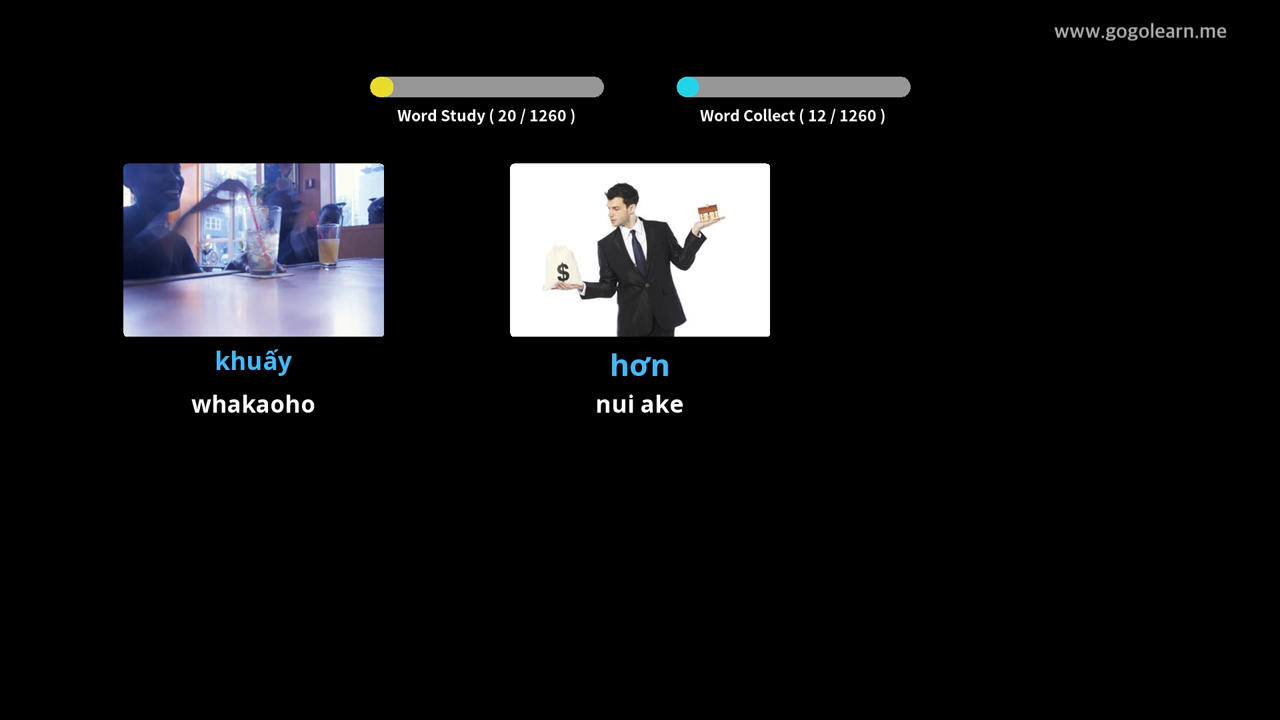 www.gogolearn.me
Word Study ( 20 / 1260 )
Word Collect ( 12 / 1260 )
$
khuấy
hơn
whakaoho
nui ake